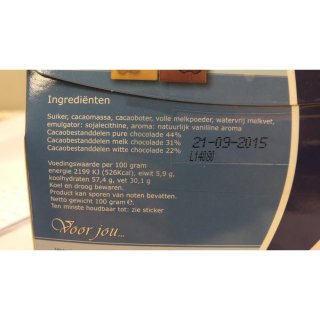 Ingrediënten
Suiker, cacaomassa, cacaoboter, volle melkpoeder, watervrij melkvet,
emulgator: sojalecithine, aroma: natuurlijk vanilline aroma
Cacaobestanddelen pure chocolade 44%
Cacaobestanddelen melk chocolade 31%
Cacaobestanddelen witte chocolade 22%
21-09-2015
L14080
Voedingswaarde per 100 gram
energie 2199 KJ (526Kcal), eiwit 5,9 g,
koolhydraten 57,4 g, vet 30,1 g
Koel en droog bewaren.
Product kan sporen van noten bevatten.
Netto gewicht 100 gram e
Ten minste houdbaar tot: zie sticker
Voor jou...